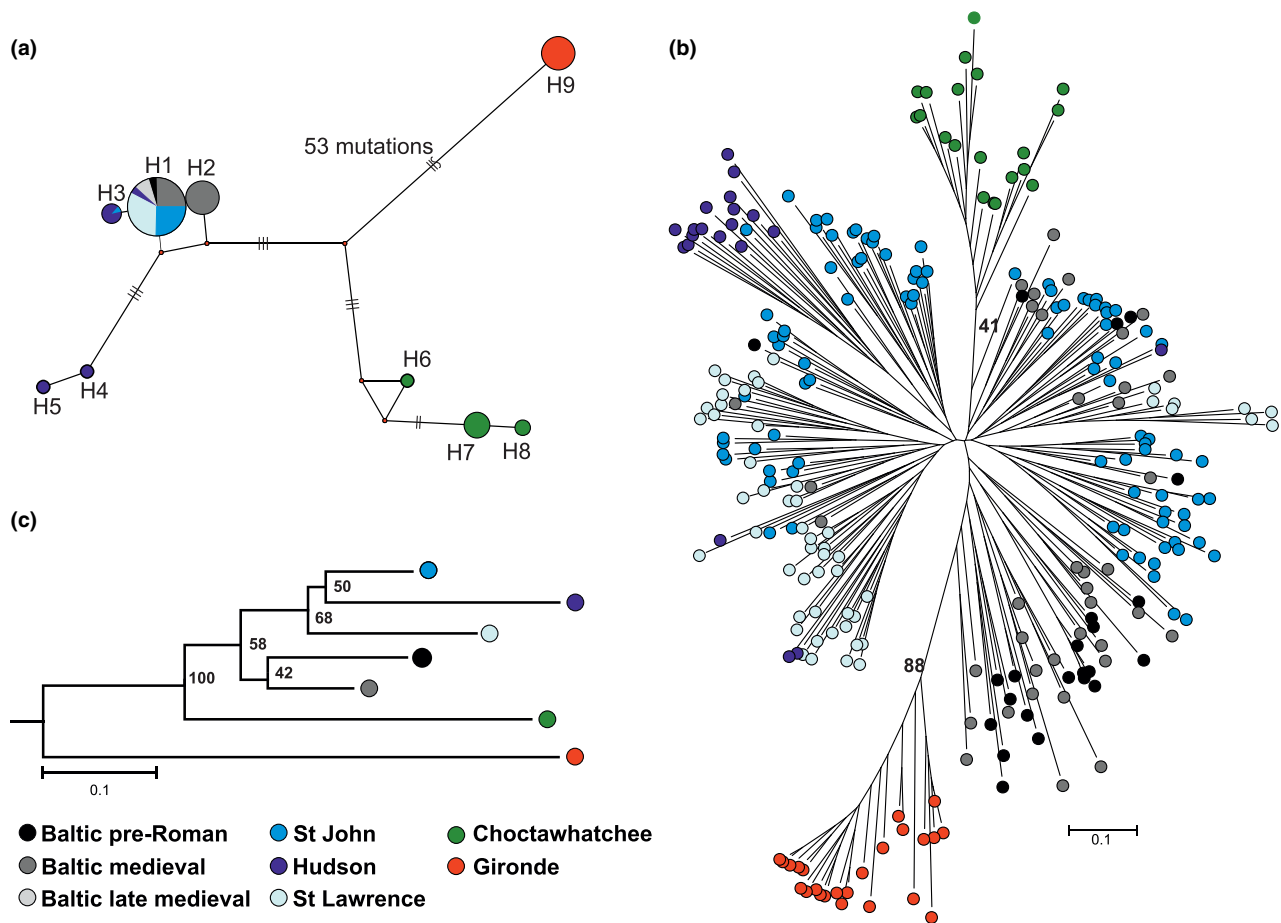 (a)
H9
53 mutations
H1
H2
H3
H6
H4
H5
H7
H8
(b)
41
88
0.1
(c)
50
68
58
42
100
0.1
Baltic pre-Roman
Baltic medieval
Baltic late medieval
St John
Hudson
St Lawrence
Choctawhatchee
Gironde